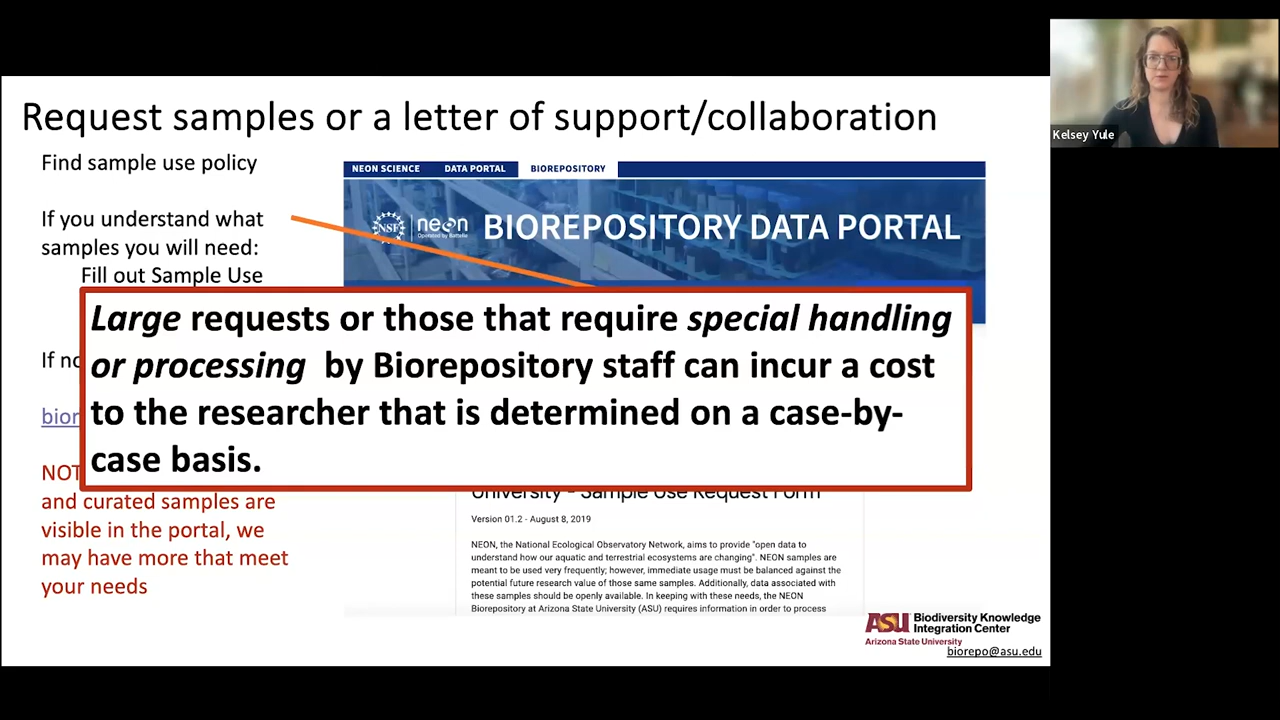 Request samples or a letter of support/collaboration
Find sample use policy
If you understand what
samples you will need:
Fill out Sample Use
If no
bior
NOT
and curated samples are
visible in the portal, we
may have more that meet
your needs
NEON SCIENCE DATA PORTAL BIOREPOSITORY
NSF neon
Operated by Battelle
BIOREPOSITORY DATA PORTAL
Large requests or those that require special handling
or processing by Biorepository staff can incur a cost
to the researcher that is determined on a case-by-
case basis.
University - Sample Use Request Form
Version 01.2 - August 8, 2019
NEON, the National Ecological Observatory Network, aims to provide "open data to
understand how our aquatic and terrestrial ecosystems are changing". NEON samples are
meant to be used very frequently; however, immediate usage must be balanced against the
potential future research value of those same samples. Additionally, data associated with
these samples should be openly available. In keeping with these needs, the NEON
Biorepository at Arizona State University (ASU) requires information in order to process
ASU Biodiversity Knowledge
Integration Center
Arizona State University
biorepo@asu.edu
Kelsey Yule